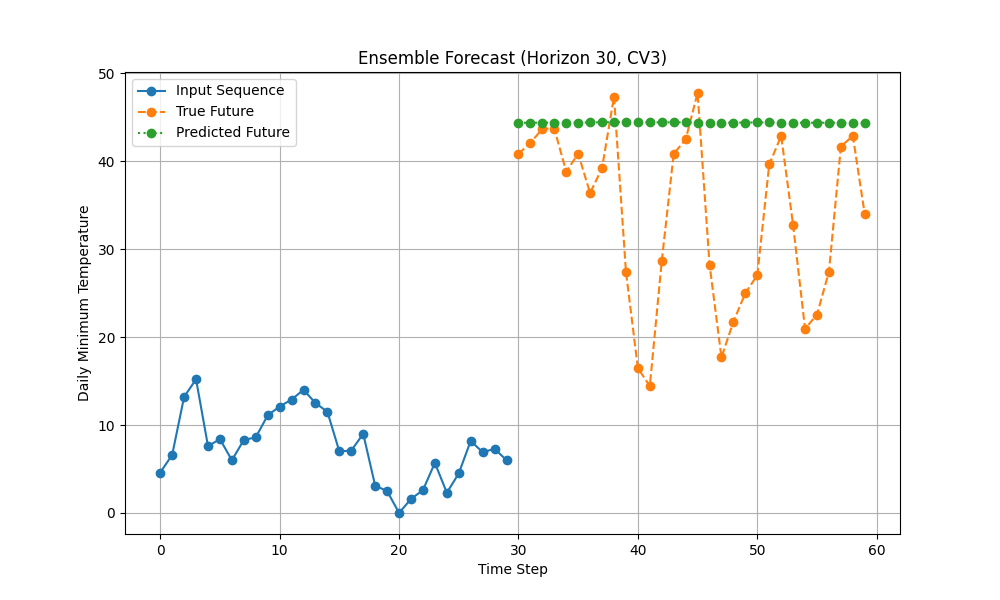 Ensemble Forecast (Horizon 30, CV3)
Input Sequence
True Future
Predicted Future
Daily Minimum Temperature
50
40
30
20
10
0
0 10 20 30 40 50 60
Time Step